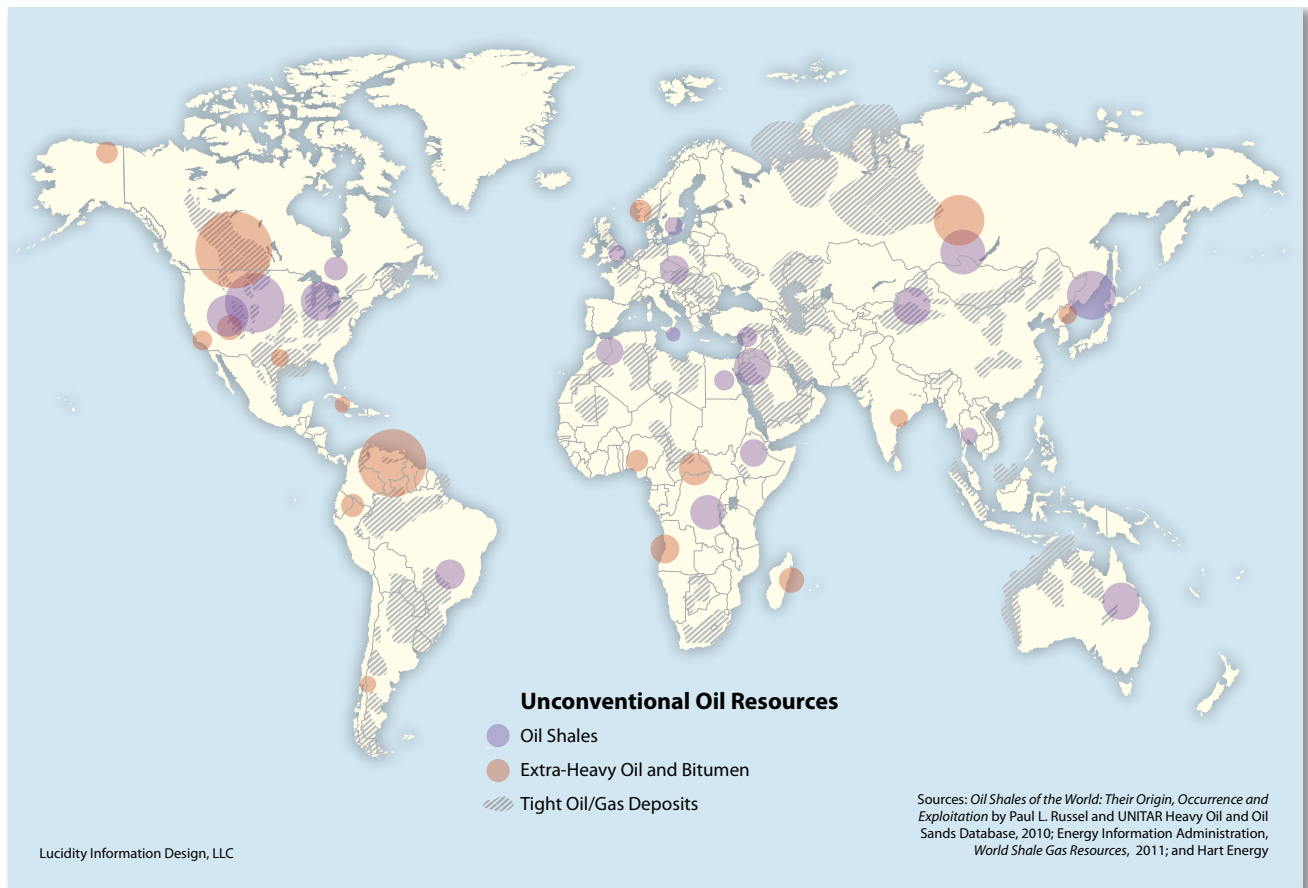 Unconventional Oil Resources
Oil Shales
Extra-Heavy Oil and Bitumen
Tight Oil/Gas Deposits
Sources: Oil Shales of the World: Their Origin, Occurrence and
Exploitation by Paul L. Russel and UNITAR Heavy Oil and Oil
Sands Database, 2010; Energy Information Administration,
World Shale Gas Resources, 2011; and Hart Energy
Lucidity Information Design, LLC